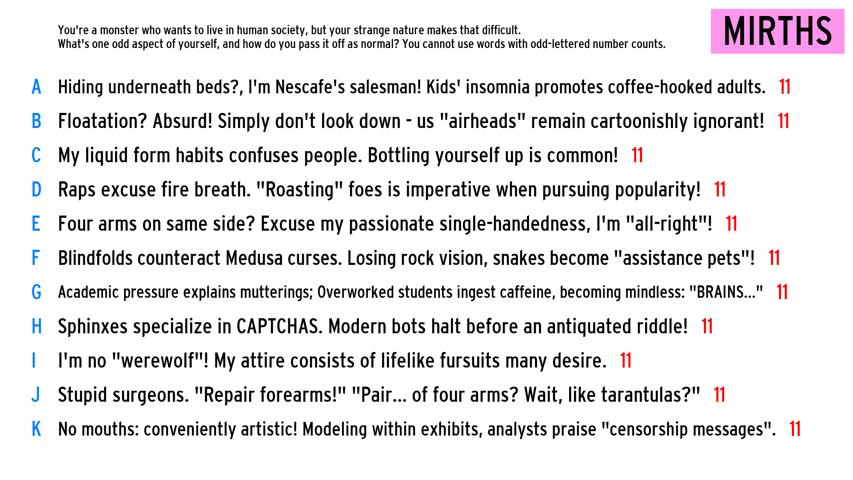 You're a monster who wants to live in human society, but your strange nature makes that difficult.
What's one odd aspect of yourself, and how do you pass it off as normal? You cannot use words with odd-lettered number counts.
MIRTHS
A Hiding underneath beds?, I'm Nescafe's salesman! Kids' insomnia promotes coffee-hooked adults. 11
B Floatation? Absurd! Simply don't look down - us "airheads" remain cartoonishly ignorant! 11
C My liquid form habits confuses people. Bottling yourself up is common! 11
D Raps excuse fire breath. "Roasting" foes is imperative when pursuing popularity! 11
E Four arms on same side? Excuse my passionate single-handedness, I'm "all-right"! 11
F Blindfolds counteract Medusa curses. Losing rock vision, snakes become "assistance pets"! 11
G Academic pressure explains mutterings; Overworked students ingest caffeine, becoming mindless: "BRAINS..." 11
H Sphinxes specialize in CAPTCHAS. Modern bots halt before an antiquated riddle! 11
I I'm no "werewolf"! My attire consists of lifelike fursuits many desire. 11
J Stupid surgeons. "Repair forearms!" "Pair... of four arms? Wait, like tarantulas?" 11
K No mouths: conveniently artistic! Modeling within exhibits, analysts praise "censorship messages". 11